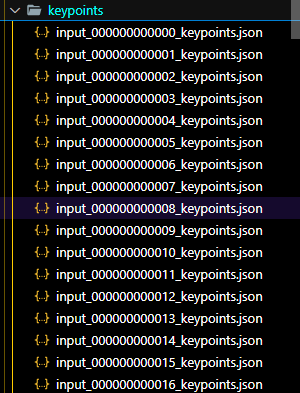 keypoints
{..} input_000000000000_keypoints.json
{..} input_000000000001_keypoints.json
{..} input_000000000002_keypoints.json
{..} input_000000000003_keypoints.json
{..} input_000000000004_keypoints.json
{..} input_000000000005_keypoints.json
{..} input_000000000006_keypoints.json
{..} input_000000000007_keypoints.json
{..} input_000000000008_keypoints.json
{..} input_000000000009_keypoints.json
{..} input_000000000010_keypoints.json
{..} input_000000000011_keypoints.json
{..} input_000000000012_keypoints.json
{..} input_000000000013_keypoints.json
{..} input_000000000014_keypoints.json
{..} input_000000000015_keypoints.json
{..} input_000000000016_keypoints.json